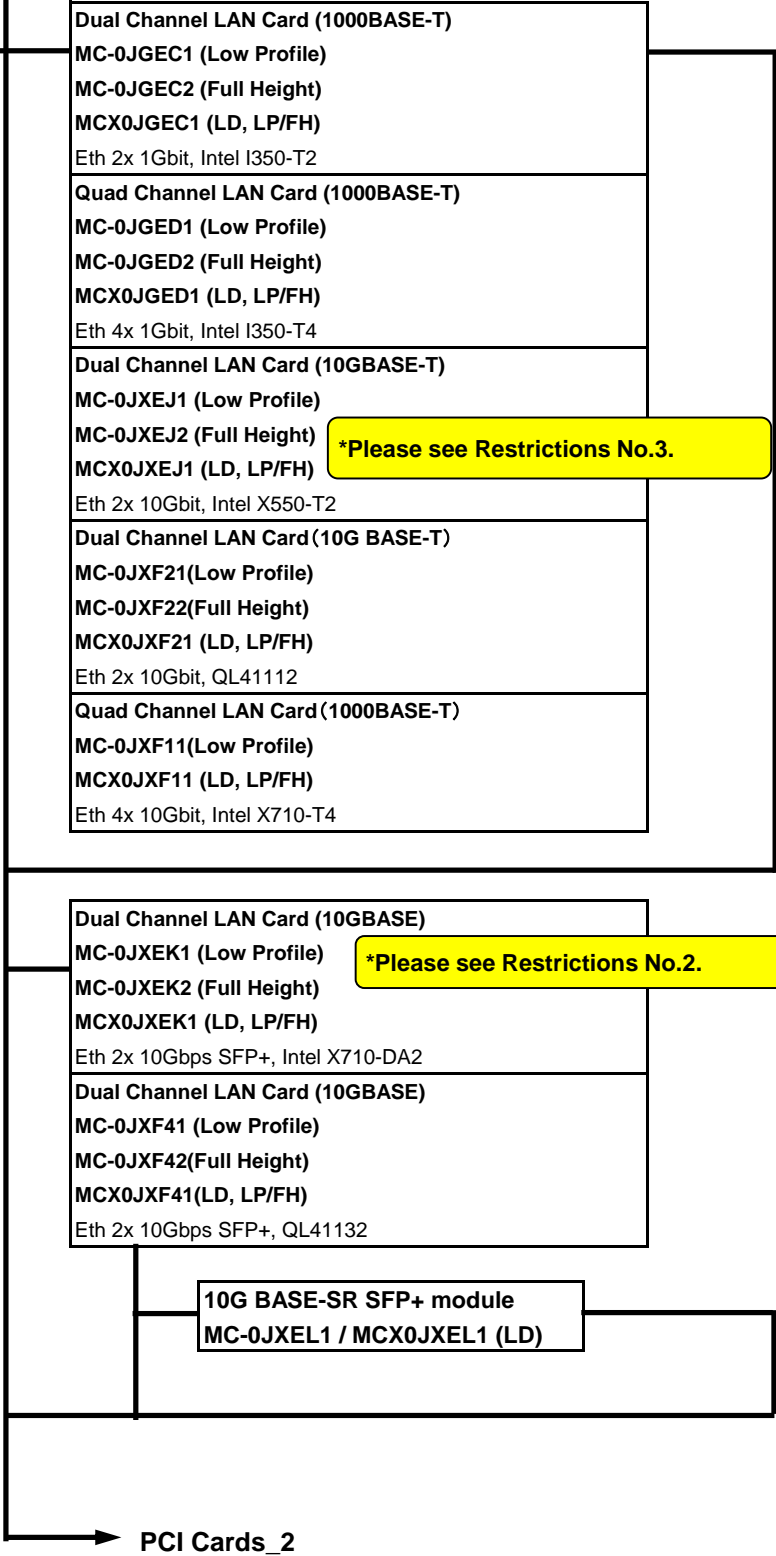 Dual Channel LAN Card (1000BASE-T)
MC-0JGEC1 (Low Profile)
MC-0JGEC2 (Full Height)
MCX0JGEC1 (LD, LP/FH)
Eth 2x 1Gbit, Intel I350-T2
Quad Channel LAN Card (1000BASE-T)
MC-0JGED1 (Low Profile)
MC-0JGED2 (Full Height)
MCX0JGED1 (LD, LP/FH)
Eth 4x 1Gbit, Intel I350-T4
Dual Channel LAN Card (10GBASE-T)
MC-0JXEJ1 (Low Profile)
MC-0JXEJ2 (Full Height)
*Please see Restrictions No.3.
MCX0JXEJ1 (LD, LP/FH)
Eth 2x 10Gbit, Intel X550-T2
Dual Channel LAN Card（10G BASE-T）
MC-0JXF21(Low Profile)
MC-0JXF22(Full Height)
MCX0JXF21 (LD, LP/FH)
Eth 2x 10Gbit, QL41112
Quad Channel LAN Card（1000BASE-T）
MC-0JXF11(Low Profile)
MCX0JXF11 (LD, LP/FH)
Eth 4x 10Gbit, Intel X710-T4
Dual Channel LAN Card (10GBASE)
MC-0JXEK1 (Low Profile)
*Please see Restrictions No.2.
MC-0JXEK2 (Full Height)
MCX0JXEK1 (LD, LP/FH)
Eth 2x 10Gbps SFP+, Intel X710-DA2
Dual Channel LAN Card (10GBASE)
MC-0JXF41 (Low Profile)
MC-0JXF42(Full Height)
MCX0JXF41(LD, LP/FH)
Eth 2x 10Gbps SFP+, QL41132
10G BASE-SR SFP+ module
MC-0JXEL1 / MCX0JXEL1 (LD)
PCI Cards_2